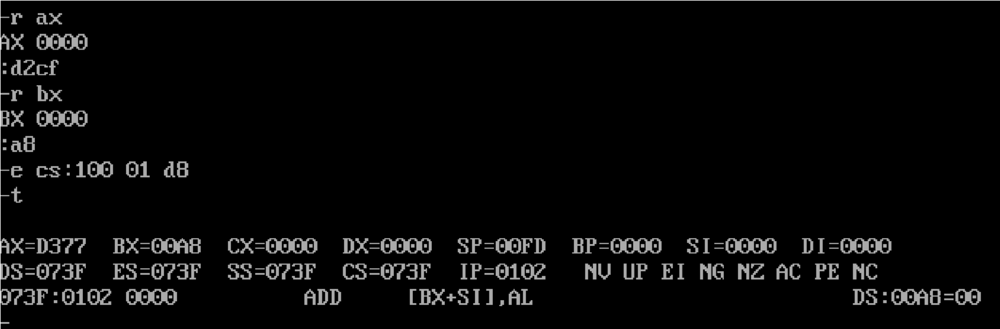 -r ax
AX 0000
:d2cf
-r bx
BX 0000
:a8
-e cs:100 01 d8
-t
AX=D377 BX=00A8 CX=0000 DX=0000 SP=00FD BP=0000 SI=0000 DI=0000
DS=073F ES=073F SS=073F CS=073F IP=0102 NV UP EI NG NZ AC PE NC
073F:0102 0000 ADD [BX+SI],AL DS:00A8=00
-